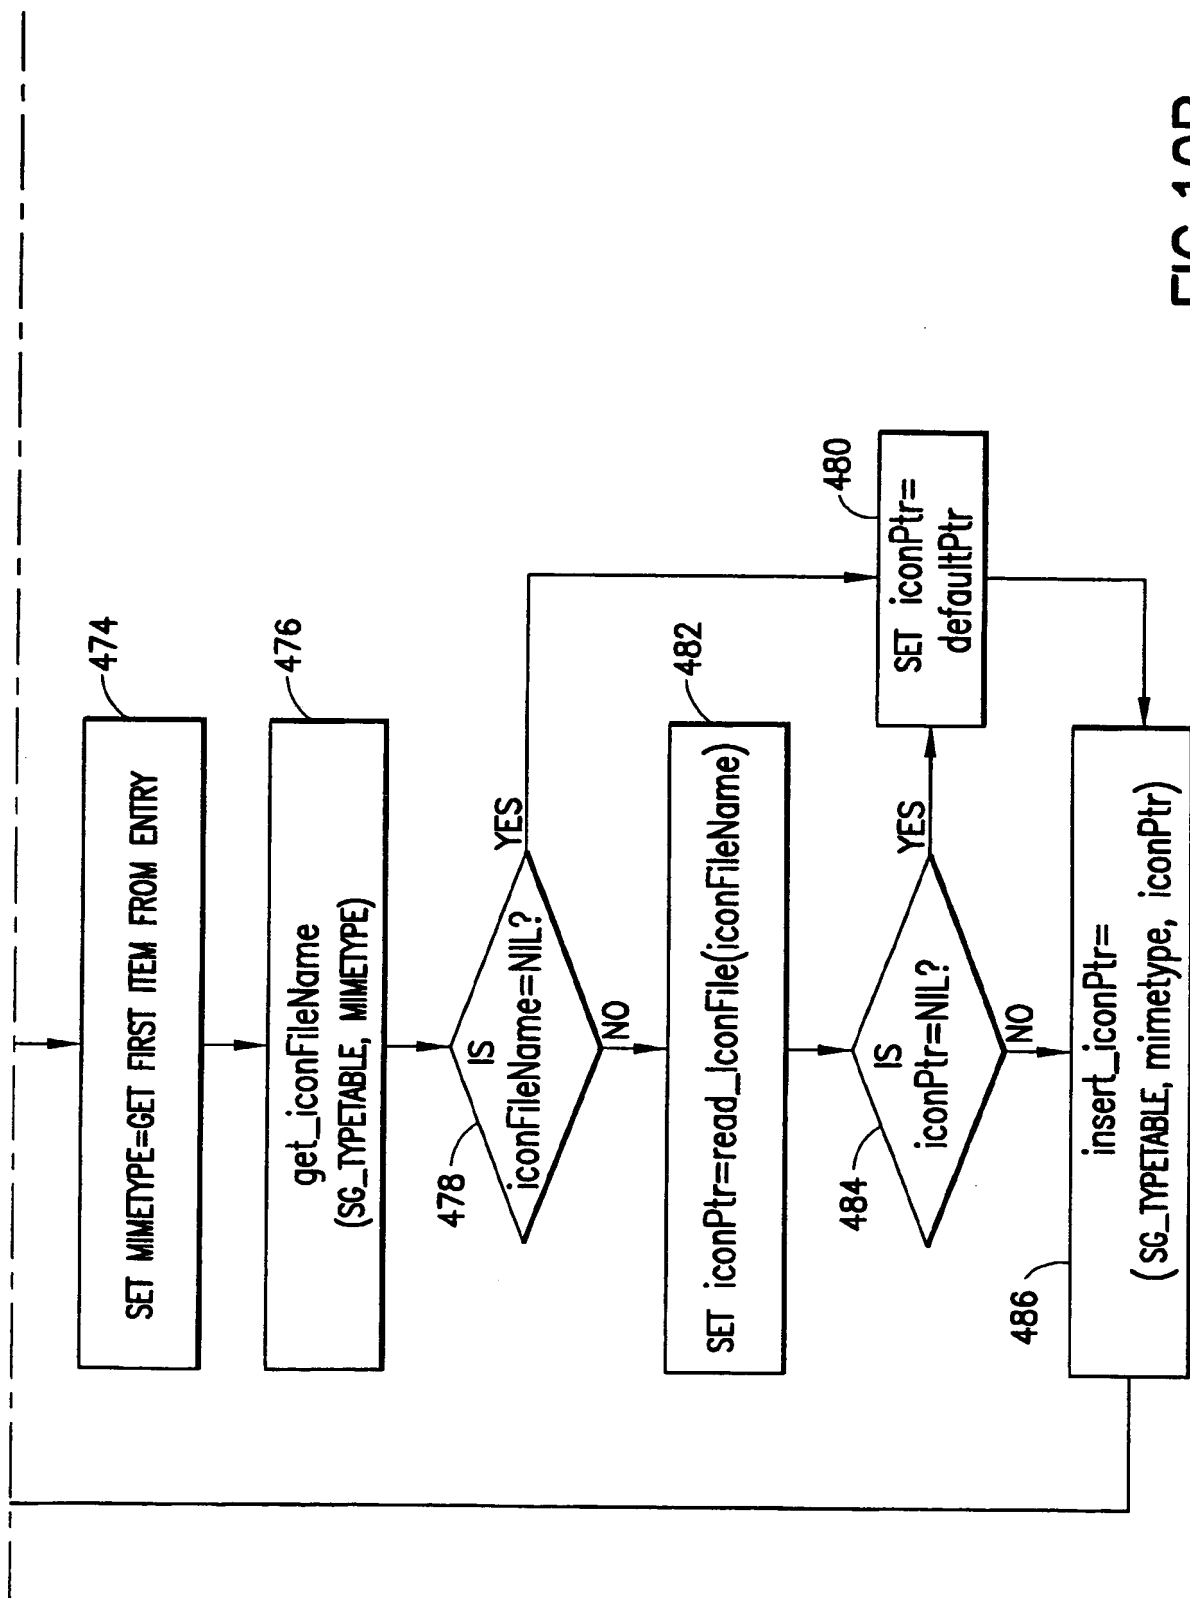 474
SET MIMETYPE=GET FIRST ITEM FROM ENTRY
476
get_iconFileName
(SG_TYPETABLE, MIMETYPE)
478
IS
iconFileName=NIL?
YES
NO
482
SET iconPtr=read_iconFile(iconFileName)
480
SET iconPtr=
defaultPtr
484
IS
iconPtr=NIL?
YES
NO
486
insert_iconPtr=
(SG_TYPETABLE, mimetype, iconPtr)
FIG.